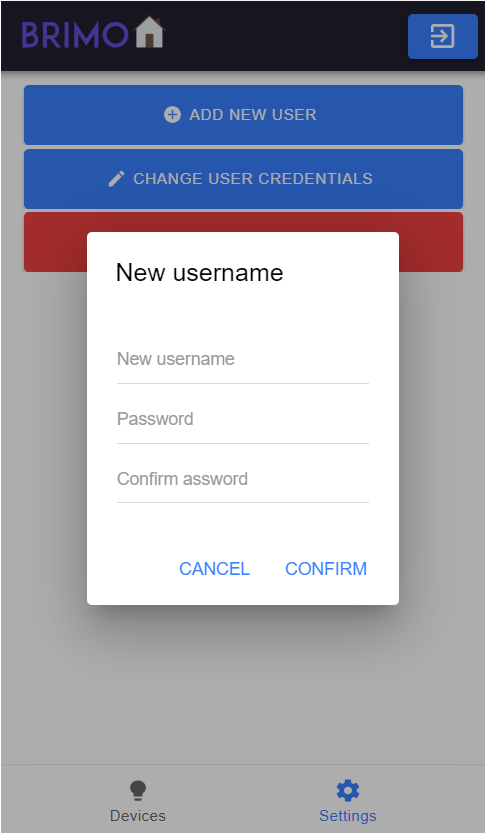 BRIMO
ADD NEW USER
CHANGE USER CREDENTIALS
New username
New username
Password
Confirm assword
CANCEL CONFIRM
Devices Settings